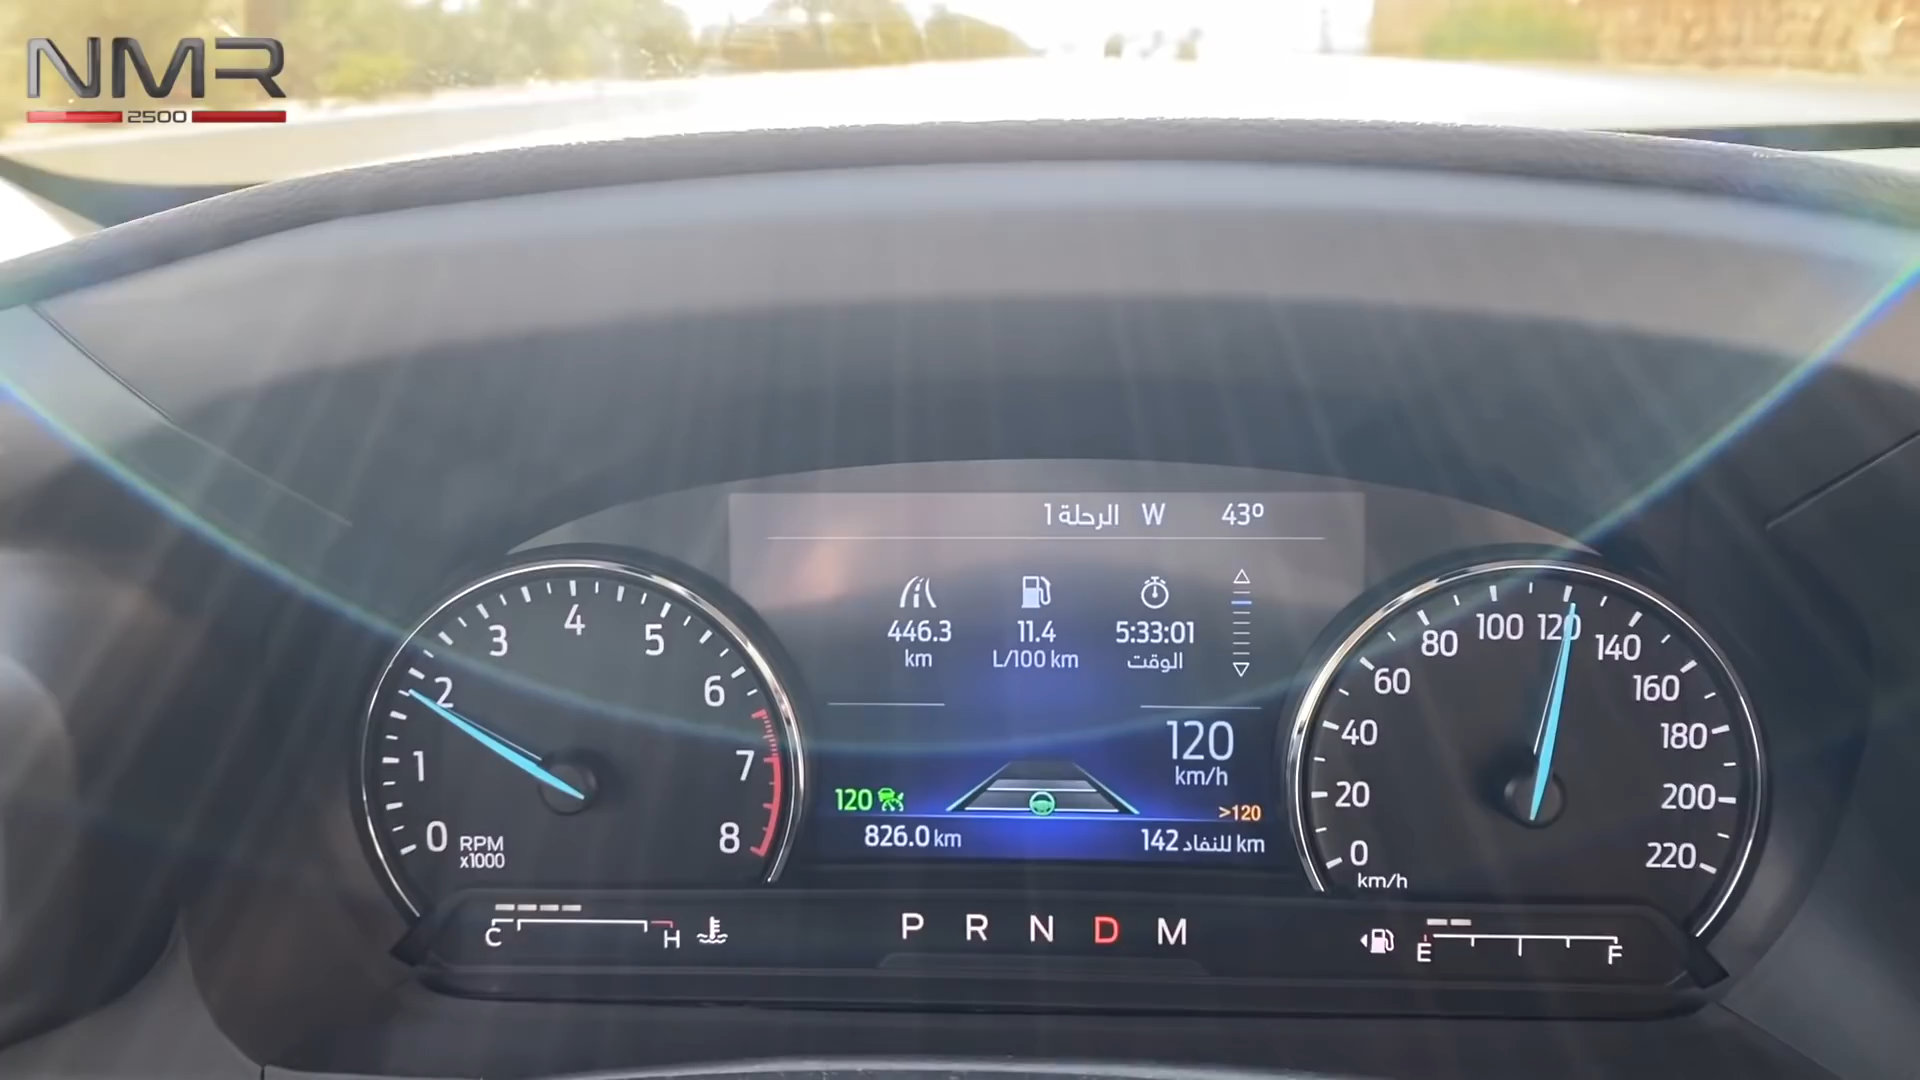 NMR
2500
الرحلة 1 W 43º
446.3 km
11.4 L/100 km
5:33:01 الوقت
120 km/h
120
>120
826.0 km
142 للنفاد km
0 1 2 3 4 5 6 7 8
RPM x1000
0 20 40 60 80 100 120 140 160 180 200 220
km/h
C H
P R N D M
E F